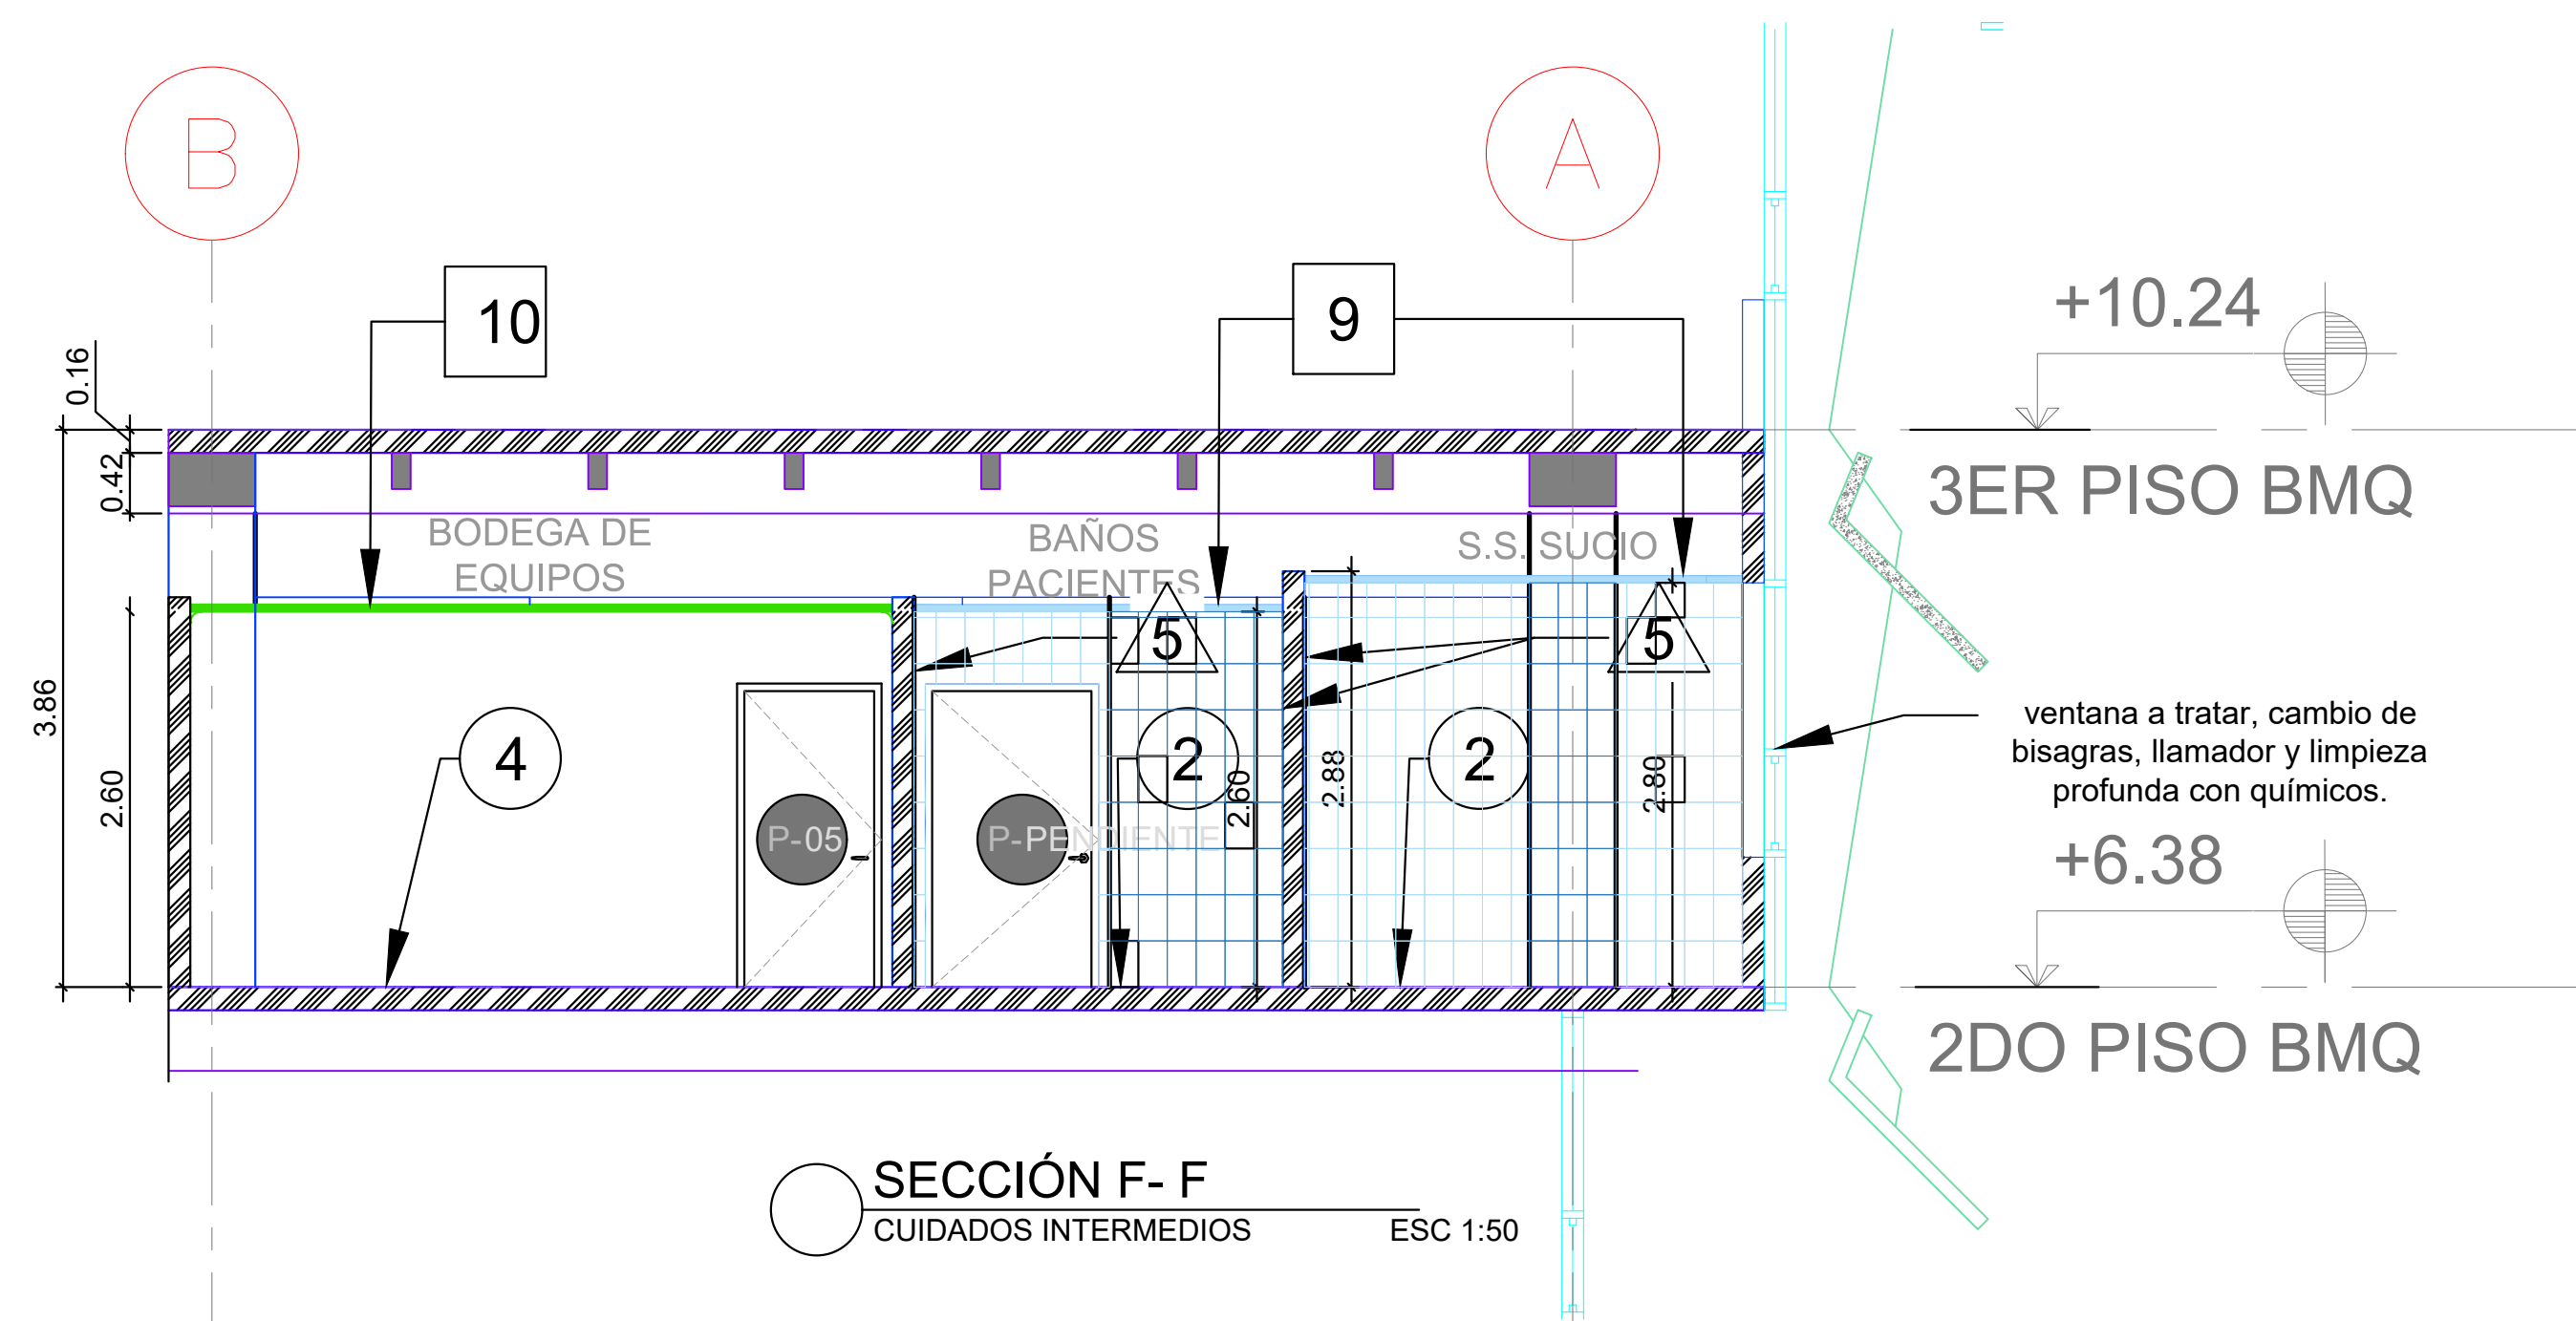 B
A
10
9
+10.24
0.16
3ER PISO BMQ
0.42
BODEGA DE
EQUIPOS
BAÑOS
PACIENTES
S.S. SUCIO
5
5
3.86
2.60
4
2
2.60
2.88
2
2.80
ventana a tratar, cambio de
bisagras, llamador y limpieza
profunda con químicos.
P-05
P-PENDIENTE
+6.38
2DO PISO BMQ
SECCIÓN F- F
CUIDADOS INTERMEDIOS
ESC 1:50